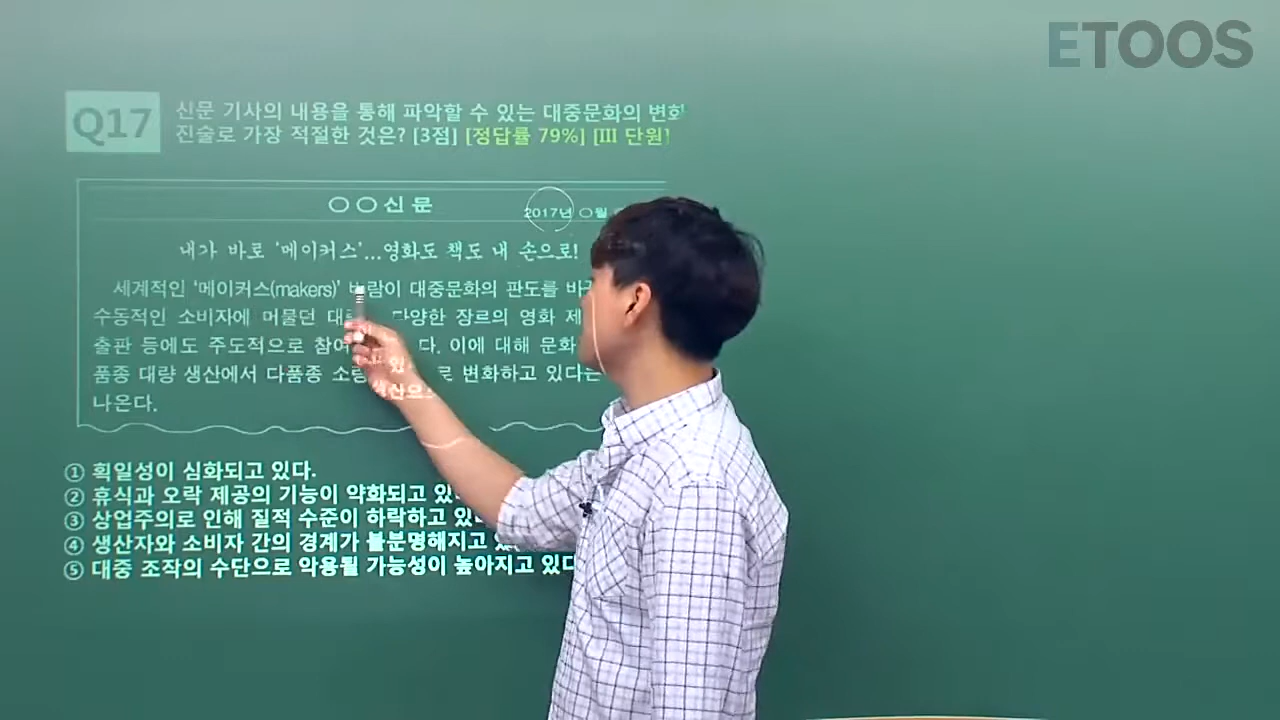 ETOOS
Q17
신문 기사의 내용을 통해 파악할 수 있는 대중문화의 변화
진술로 가장 적절한 것은? [3점] [정답률 79%] [III 단원]
○○신문
2017년 ○월
내가 바로 '메이커스'...영화도 책도 내 손으로!
세계적인 '메이커스(makers)' 바람이 대중문화의 판도를
수동적인 소비자에 머물던 다양한 장르의 영화
출판 등에도 주도적으로 다. 이에 대해 문화
품종 대량 생산에서 다품종 로 변화하고 있다는
나온다.
① 획일성이 심화되고 있다.
② 휴식과 오락 제공의 기능이 약화되고
③ 상업주의로 인해 질적 수준이 하락하고
④ 생산자와 소비자 간의 경계가 불분명해지고
⑤ 대중 조작의 수단으로 악용될 가능성이 높아지고 있다